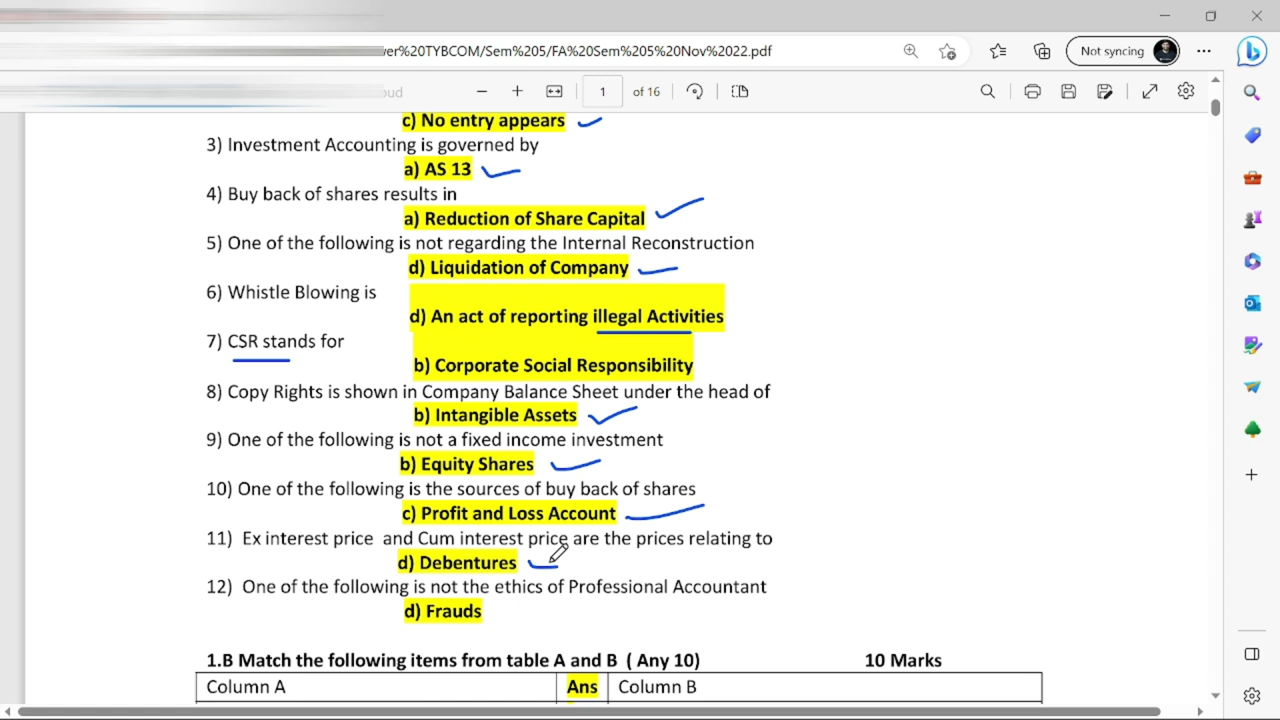 er%20TYBCOM/Sem%205/FA%20Sem%205%20Nov%2022.pdf
Not syncing
1 of 16
c) No entry appears
3) Investment Accounting is governed by
a) AS 13
4) Buy back of shares results in
a) Reduction of Share Capital
5) One of the following is not regarding the Internal Reconstruction
d) Liquidation of Company
6) Whistle Blowing is
d) An act of reporting illegal Activities
7) CSR stands for
b) Corporate Social Responsibility
8) Copy Rights is shown in Company Balance Sheet under the head of
b) Intangible Assets
9) One of the following is not a fixed income investment
b) Equity Shares
10) One of the following is the sources of buy back of shares
c) Profit and Loss Account
11) Ex interest price and Cum interest price are the prices relating to
d) Debentures
12) One of the following is not the ethics of Professional Accountant
d) Frauds
1.B Match the following items from table A and B ( Any 10) 10 Marks
Column A Ans Column B